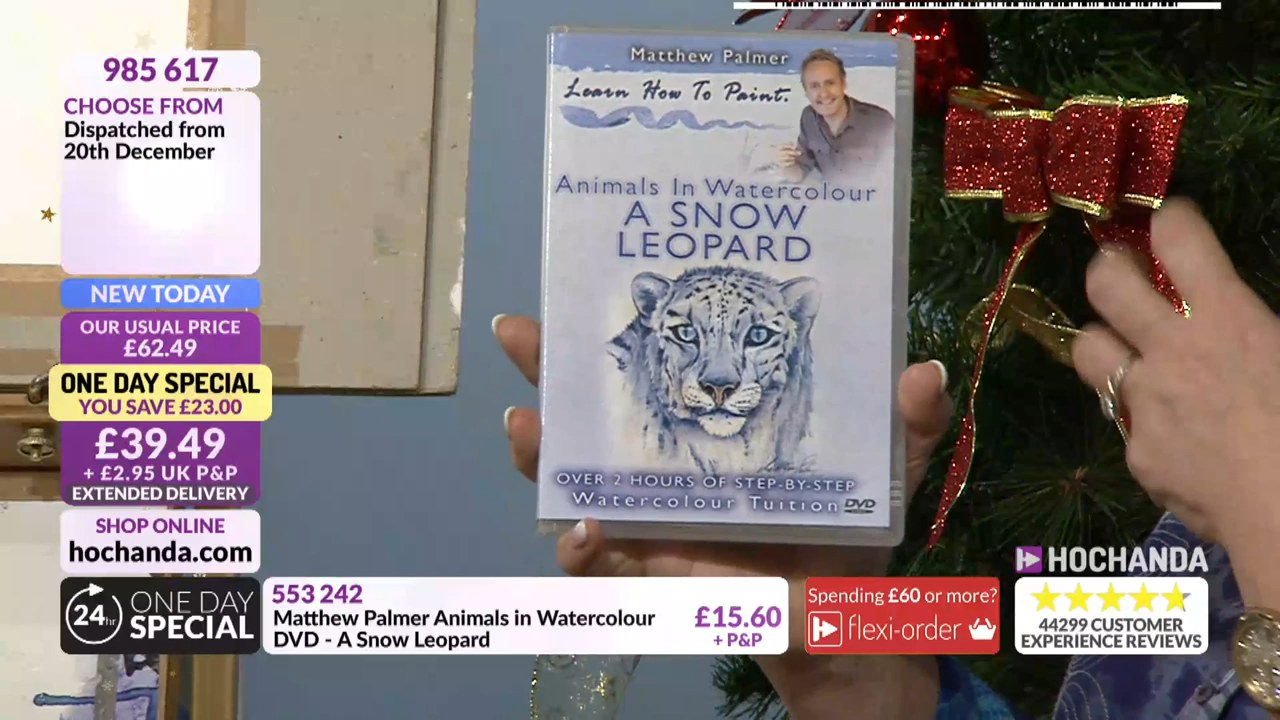 985 617
CHOOSE FROM
Dispatched from
20th December
NEW TODAY
OUR USUAL PRICE
£62.49
ONE DAY SPECIAL
YOU SAVE £23.00
£39.49
+ £2.95 UK P&P
EXTENDED DELIVERY
SHOP ONLINE
hochanda.com
24hr
ONE DAY
SPECIAL
Matthew Palmer
Learn How To Paint.
Animals In Watercolour
A SNOW
LEOPARD
OVER 2 HOURS OF STEP-BY-STEP
Watercolour Tuition DVD
553 242
Matthew Palmer Animals in Watercolour
DVD - A Snow Leopard
£15.60
+ P&P
Spending £60 or more?
flexi-order
HOCHANDA
44299 CUSTOMER
EXPERIENCE REVIEWS